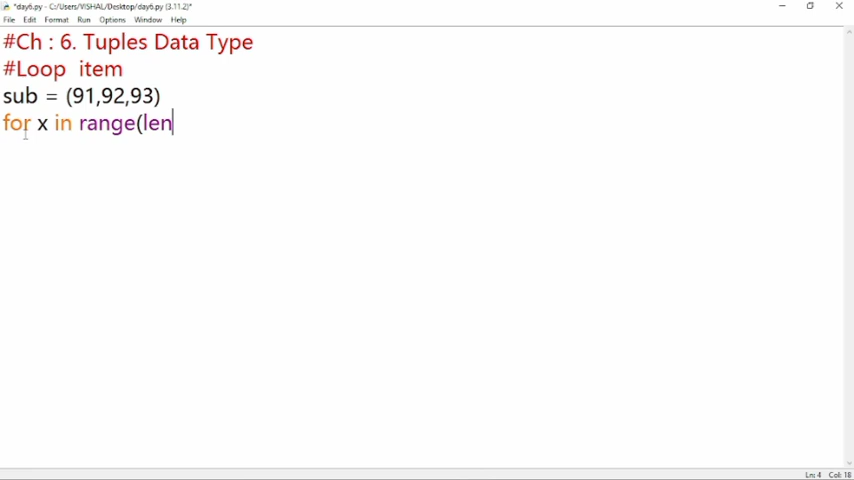 *day6.py - C:/Users/VISHAL/Desktop/day6.py (3.11.2)*
File Edit Format Run Options Window Help
#Ch : 6. Tuples Data Type
#Loop  item
sub = (91,92,93)
for x in range(len
Ln: 4 Col: 18